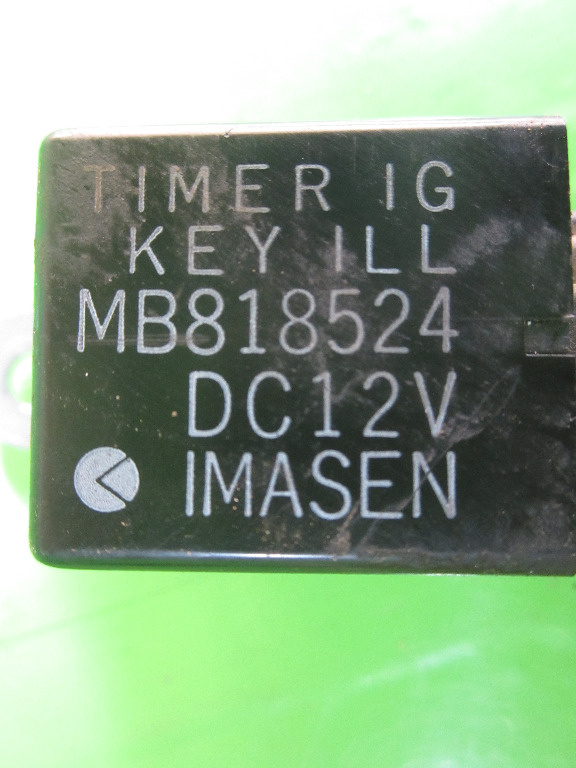 TIMER IG
KEY ILL
MB818524
DC12V
IMASEN